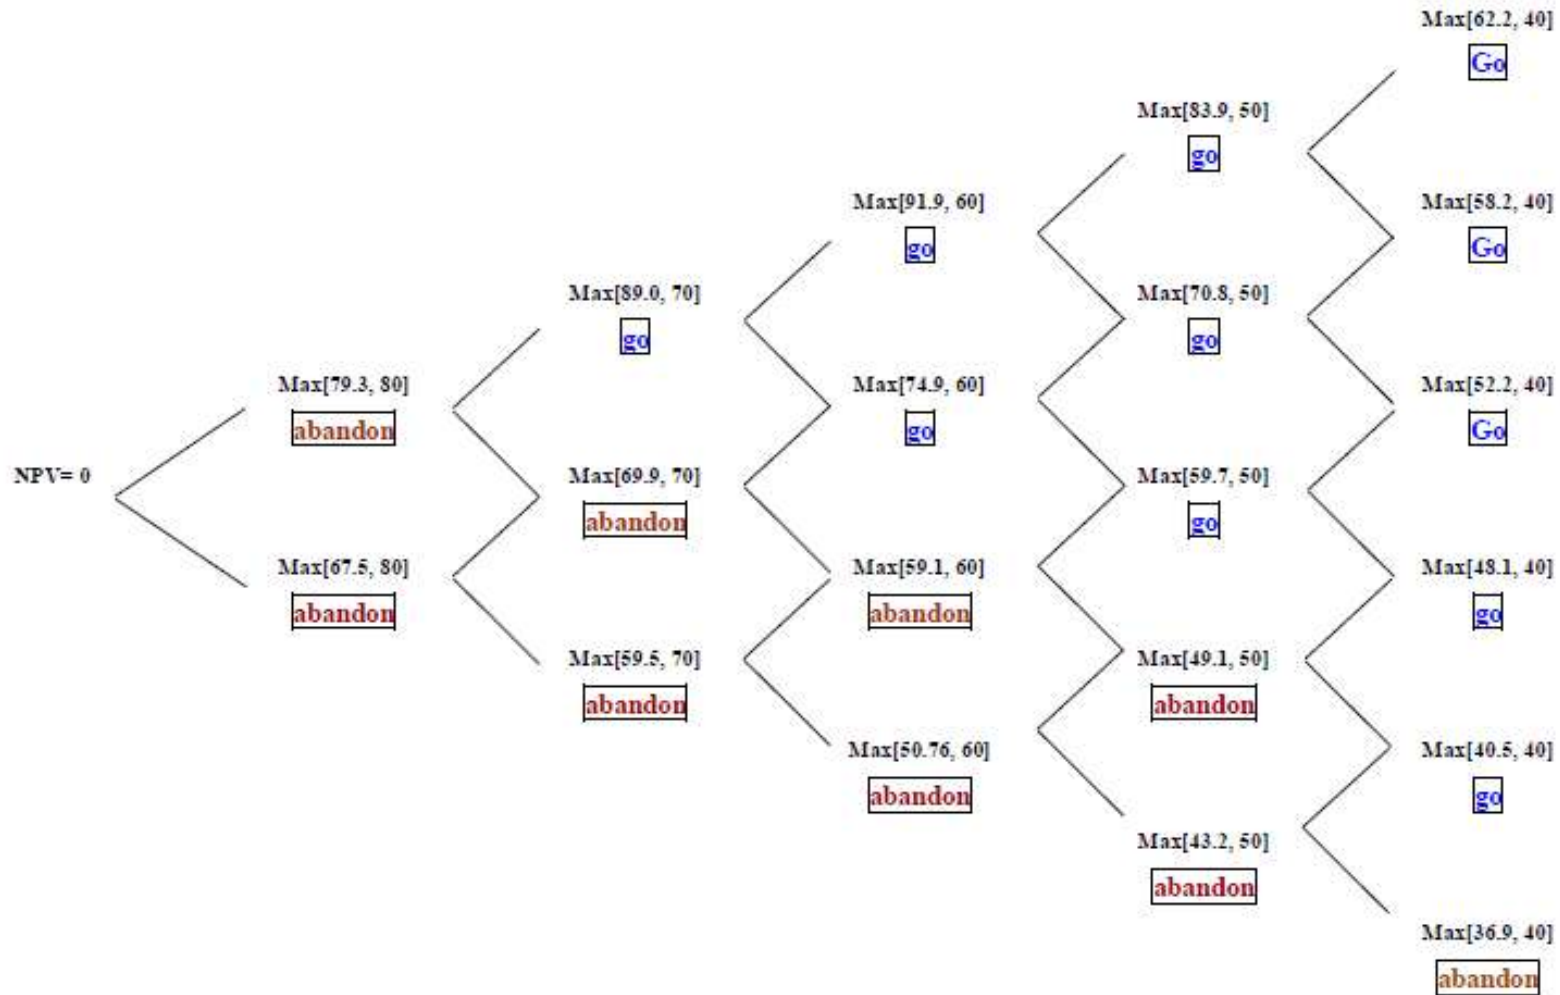 NPV= 0
Max[79.3, 80]
abandon
Max[67.5, 80]
abandon
Max[89.0, 70]
go
Max[69.9, 70]
abandon
Max[59.5, 70]
abandon
Max[91.9, 60]
go
Max[74.9, 60]
go
Max[59.1, 60]
abandon
Max[50.76, 60]
abandon
Max[83.9, 50]
go
Max[70.8, 50]
go
Max[59.7, 50]
go
Max[49.1, 50]
abandon
Max[43.2, 50]
abandon
Max[62.2, 40]
Go
Max[58.2, 40]
Go
Max[52.2, 40]
Go
Max[48.1, 40]
go
Max[40.5, 40]
go
Max[36.9, 40]
abandon